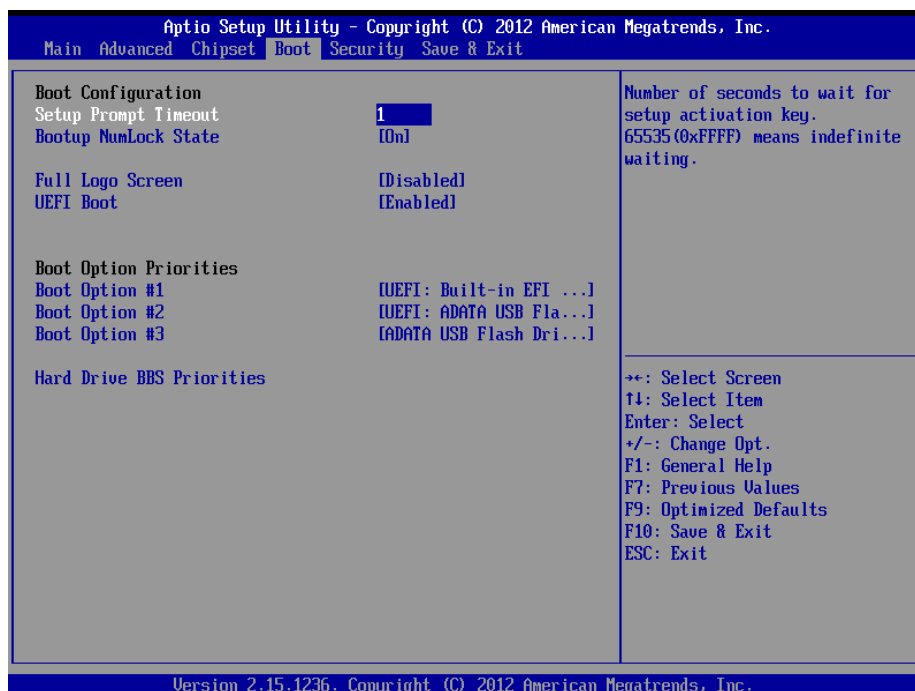 Aptio Setup Utility - Copyright (C) 2012 American Megatrends, Inc.
Main Advanced Chipset Boot Security Save & Exit
Boot Configuration
Setup Prompt Timeout 1
Bootup NumLock State [On]
Full Logo Screen [Disabled]
UEFI Boot [Enabled]
Boot Option Priorities
Boot Option #1 [UEFI: Built-in EFI ...]
Boot Option #2 [UEFI: ADATA USB Fla...]
Boot Option #3 [ADATA USB Flash Dri...]
Hard Drive BBS Priorities
Number of seconds to wait for
setup activation key.
65535(0xFFFF) means indefinite
waiting.
→←: Select Screen
↑↓: Select Item
Enter: Select
+/-: Change Opt.
F1: General Help
F7: Previous Values
F9: Optimized Defaults
F10: Save & Exit
ESC: Exit
Version 2.15.1236. Copyright (C) 2012 American Megatrends, Inc.